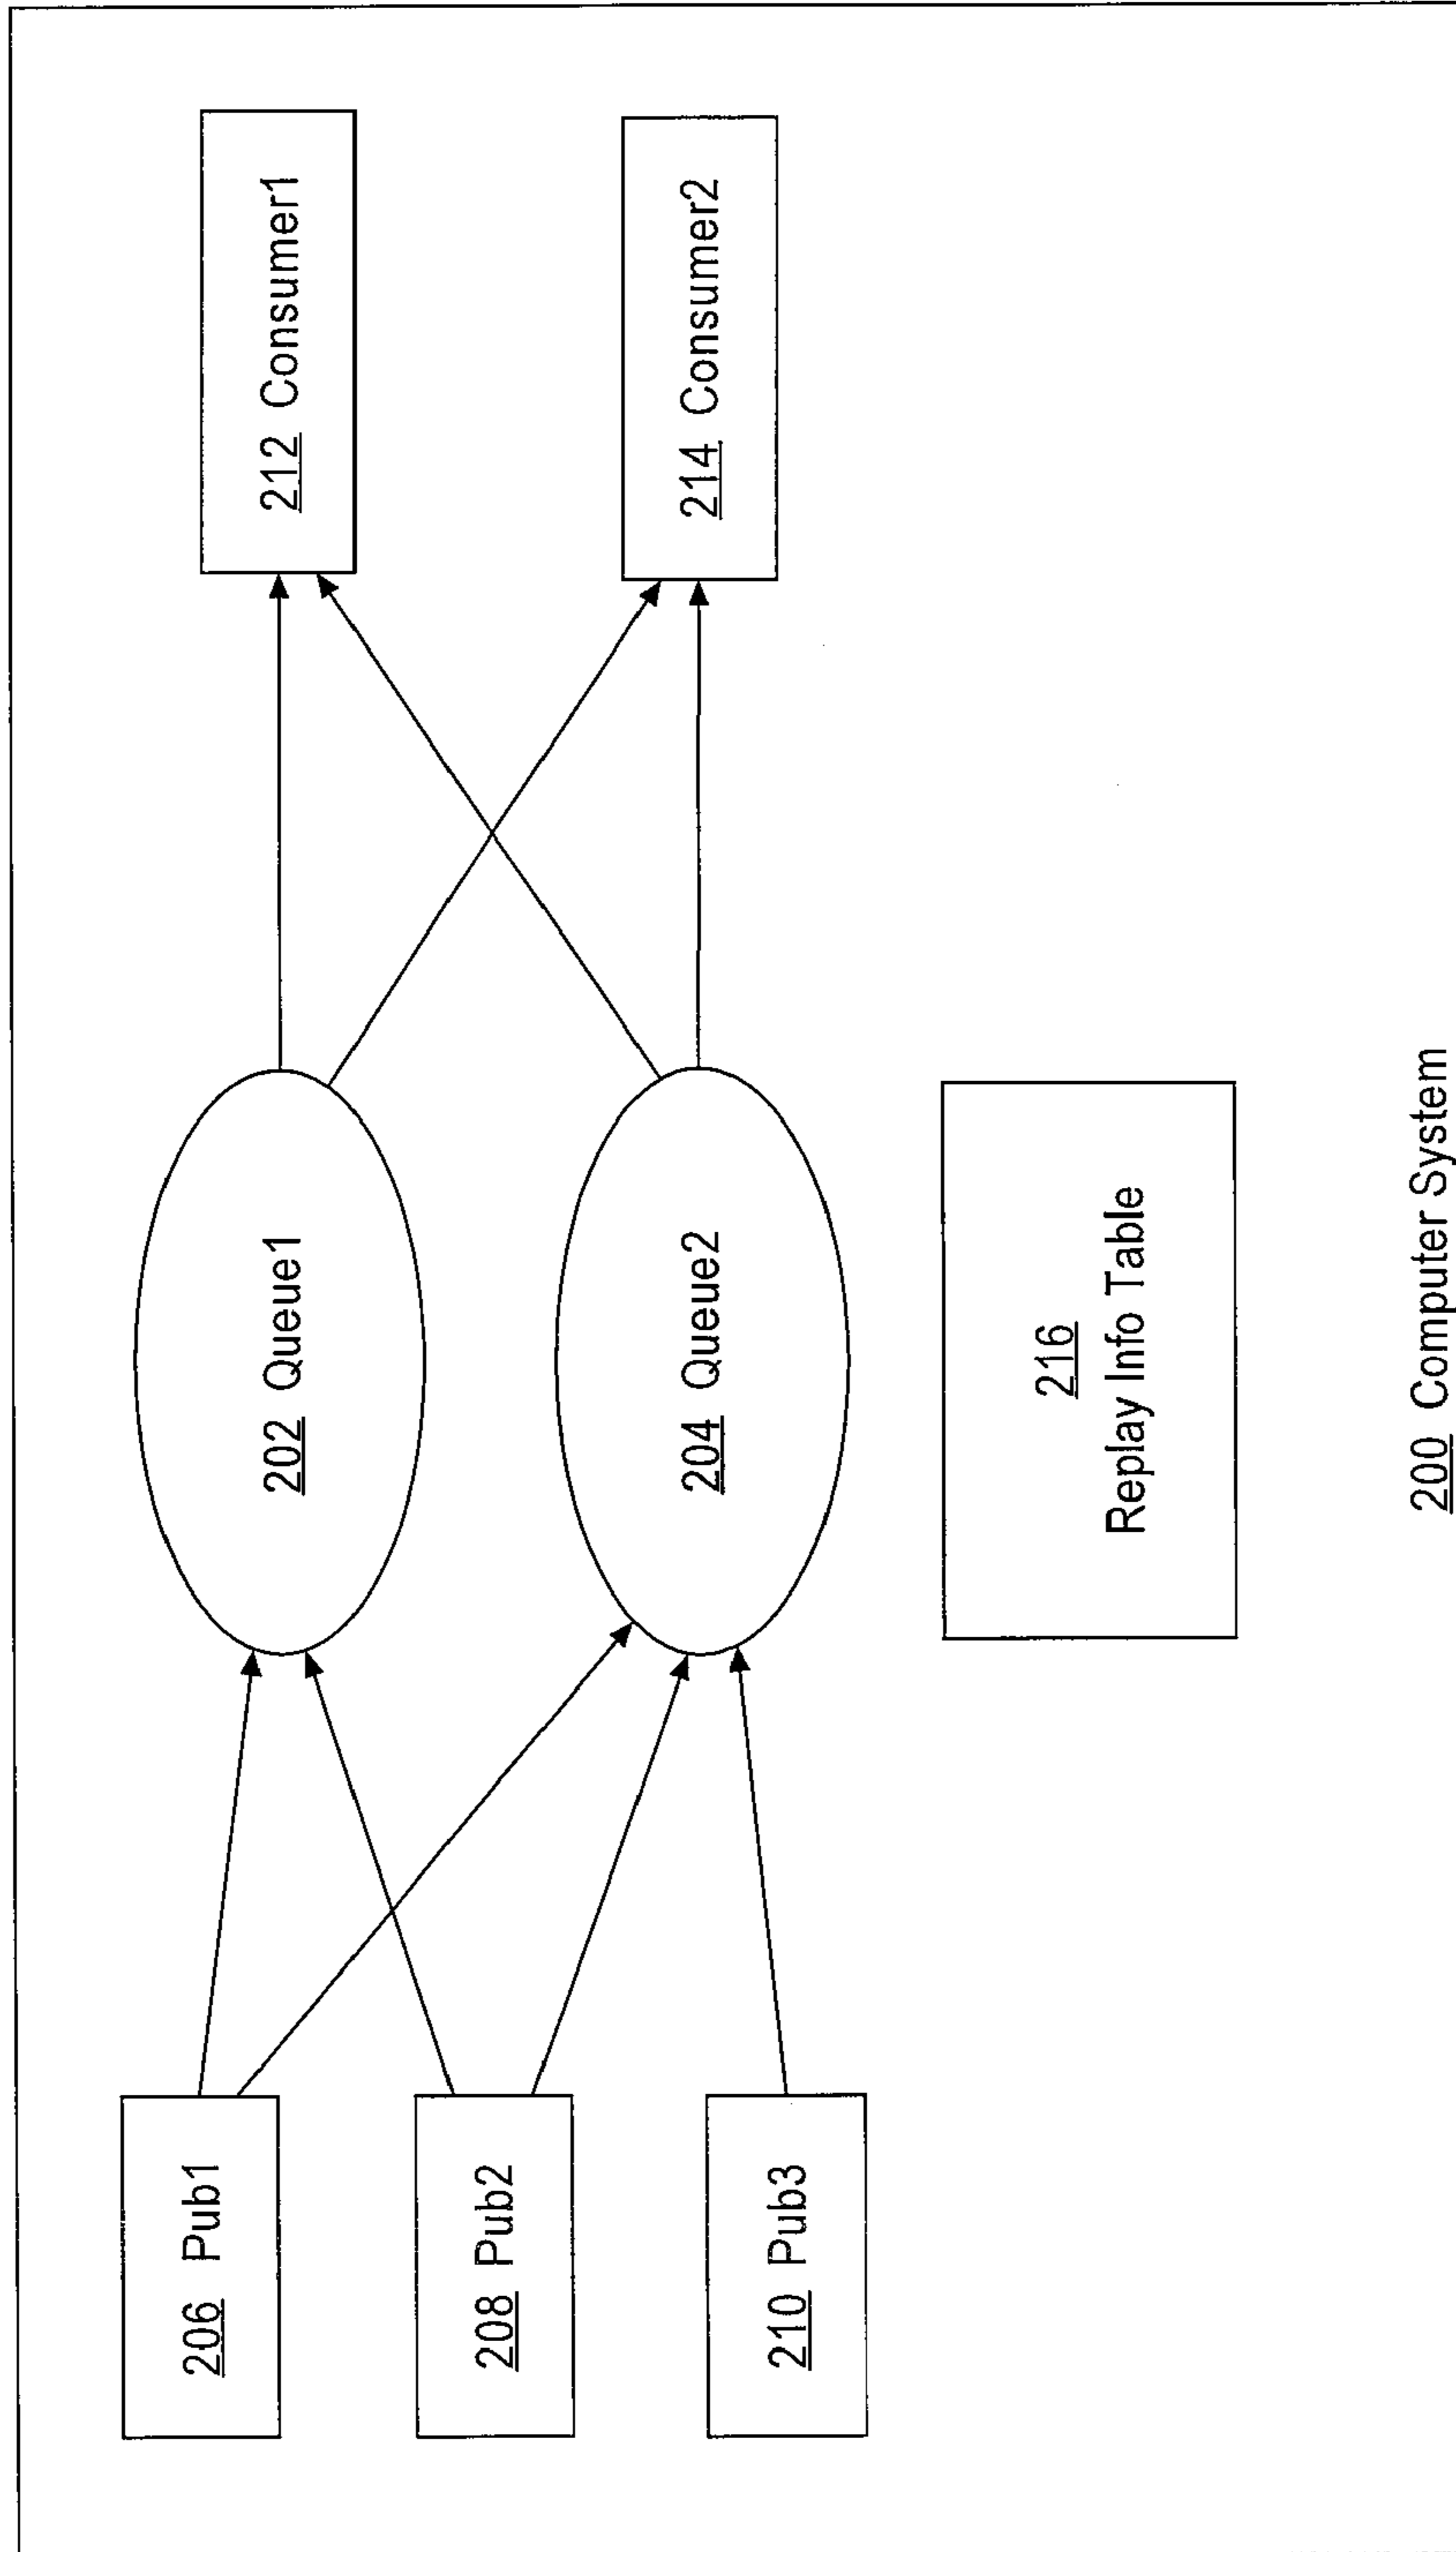 206 Pub1
208 Pub2
210 Pub3
202 Queue1
204 Queue2
216
Replay Info Table
212 Consumer1
214 Consumer2
200 Computer System